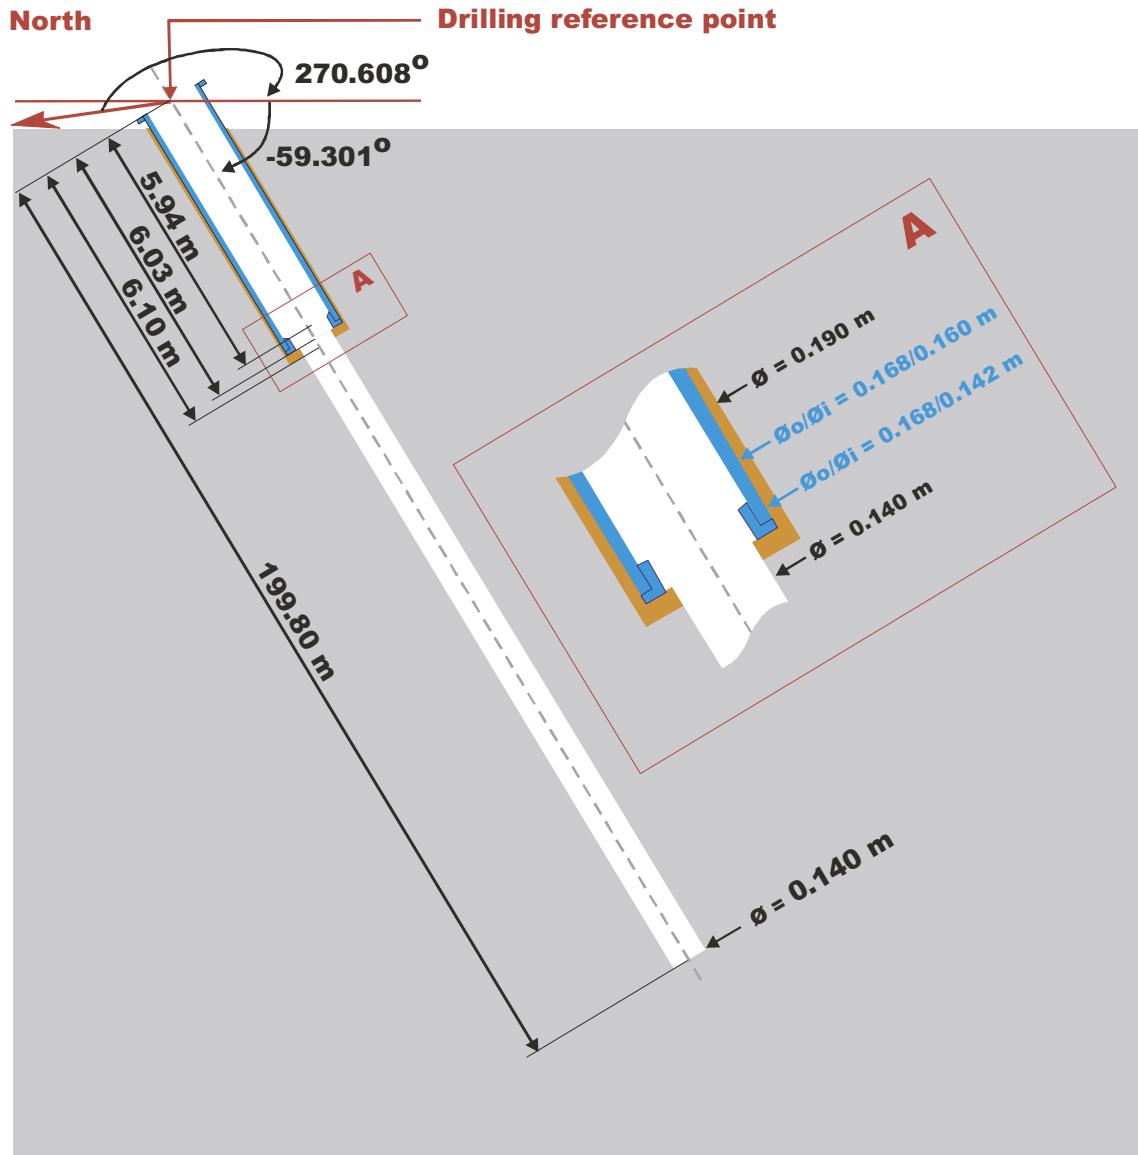 North
Drilling reference point
270.608°
-59.301°
5.94 m
6.03 m
6.10 m
A
A
ø = 0.190 m
Øo/Øi = 0.168/0.160 m
Øo/Øi = 0.168/0.142 m
ø = 0.140 m
199.80 m
ø = 0.140 m